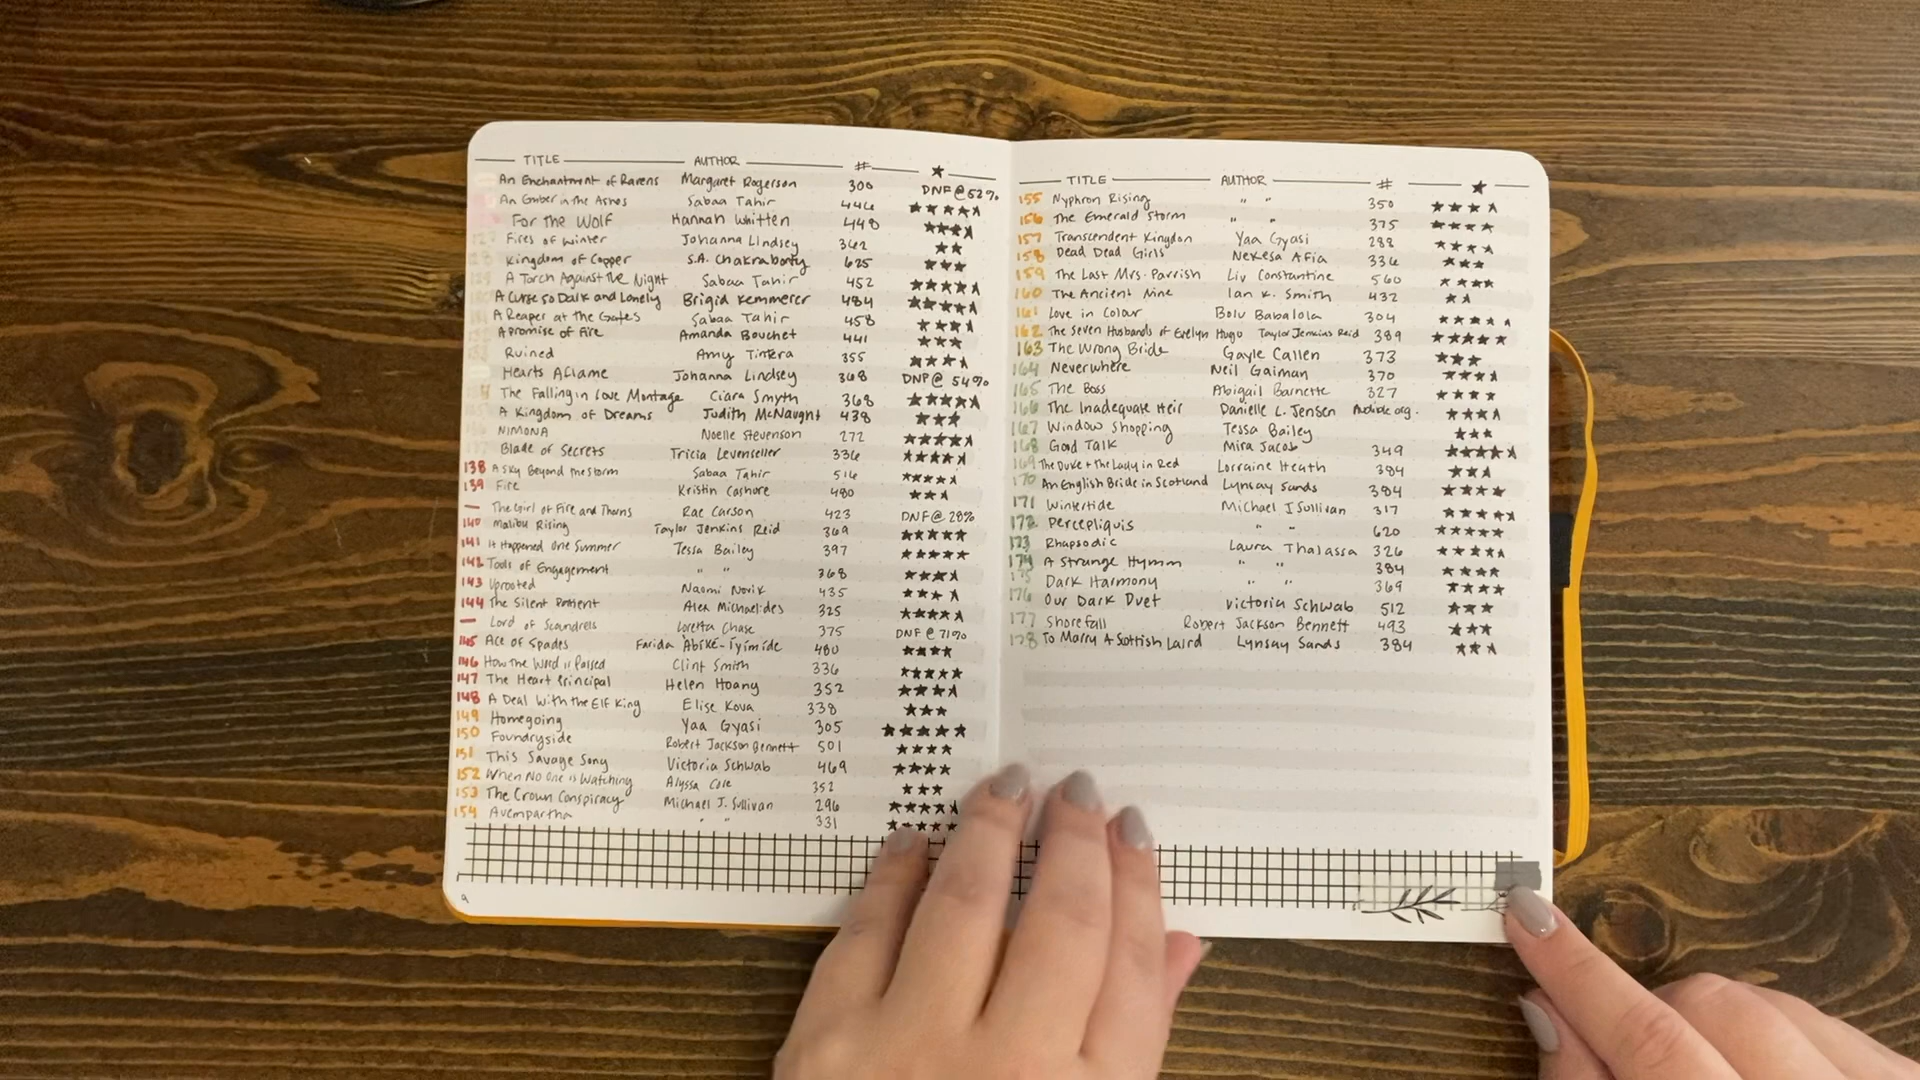 TITLE AUTHOR # ★
An Enchantment of Ravens Margaret Rogerson 300 DNF @ 52%
An Ember in the Ashes Sabaa Tahir 446
For the Wolf Hannah Whitten 448
Fires of Winter Johanna Lindsey 362
Kingdom of Copper S.A. Chakraborty 625
A Torch Against the Night Sabaa Tahir 452
A Curse So Dark and Lonely Brigid Kemmerer 484
A Reaper at the Gates Sabaa Tahir 458
A Promise of Fire Amanda Bouchet 441
Ruined Amy Tintera 355
Hearts Aflame Johanna Lindsey 368 DNF @ 54%
The Falling in Love Montage Ciara Smyth 368
A Kingdom of Dreams Judith McNaught 438
NIMONA Noelle Stevenson 272
Blade of Secrets Tricia Levenseller 336
138 A Sky Beyond the Storm Sabaa Tahir 516
139 Fire Kristin Cashore 480
— The Girl of Fire and Thorns Rae Carson 423 DNF @ 28%
140 Malibu Rising Taylor Jenkins Reid 369
141 It Happened One Summer Tessa Bailey 397
142 Tools of Engagement " " 368
143 Uprooted Naomi Novik 435
144 The Silent Patient Alex Michaelides 325
— Lord of Scoundrels Loretta Chase 375 DNF @ 71%
145 Ace of Spades Faridah Àbíké-Íyímídé 480
146 How the Word is Passed Clint Smith 336
147 The Heart Principal Helen Hoang 352
148 A Deal With the Elf King Elise Kova 338
149 Homegoing Yaa Gyasi 305
150 Foundryside Robert Jackson Bennett 501
151 This Savage Song Victoria Schwab 469
152 When No One is Watching Alyssa Cole 352
153 The Crown Conspiracy Michael J. Sullivan 296
154 Avempartha " " 331
9
TITLE AUTHOR # ★
155 Nyphron Rising " " 350
156 The Emerald Storm " " 375
157 Transcendent Kingdon Yaa Gyasi 288
158 Dead Dead Girls Nekesa Afia 336
159 The Last Mrs. Parrish Liv Constantine 560
160 The Ancient Nine Ian K. Smith 432
161 Love in Colour Bolu Babalola 304
162 The Seven Husbands of Evelyn Hugo Taylor Jenkins Reid 389
163 The Wrong Bride Gayle Callen 373
164 Neverwhere Neil Gaiman 370
165 The Boss Abigail Barnette 327
166 The Inadequate Heir Danielle L. Jensen Audible org.
167 Window Shopping Tessa Bailey
168 Good Talk Mira Jacob 349
169 The Duke + the Lady in Red Lorraine Heath 384
170 An English Bride in Scotland Lynsay Sands 384
171 Wintertide Michael J Sullivan 317
172 Percepliquis " " 620
173 Rhapsodic Laura Thalassa 326
174 A Strange Hymm " " 384
175 Dark Harmony " " 369
176 Our Dark Duet Victoria Schwab 512
177 Shorefall Robert Jackson Bennett 493
178 To Marry A Scottish Laird Lynsay Sands 384